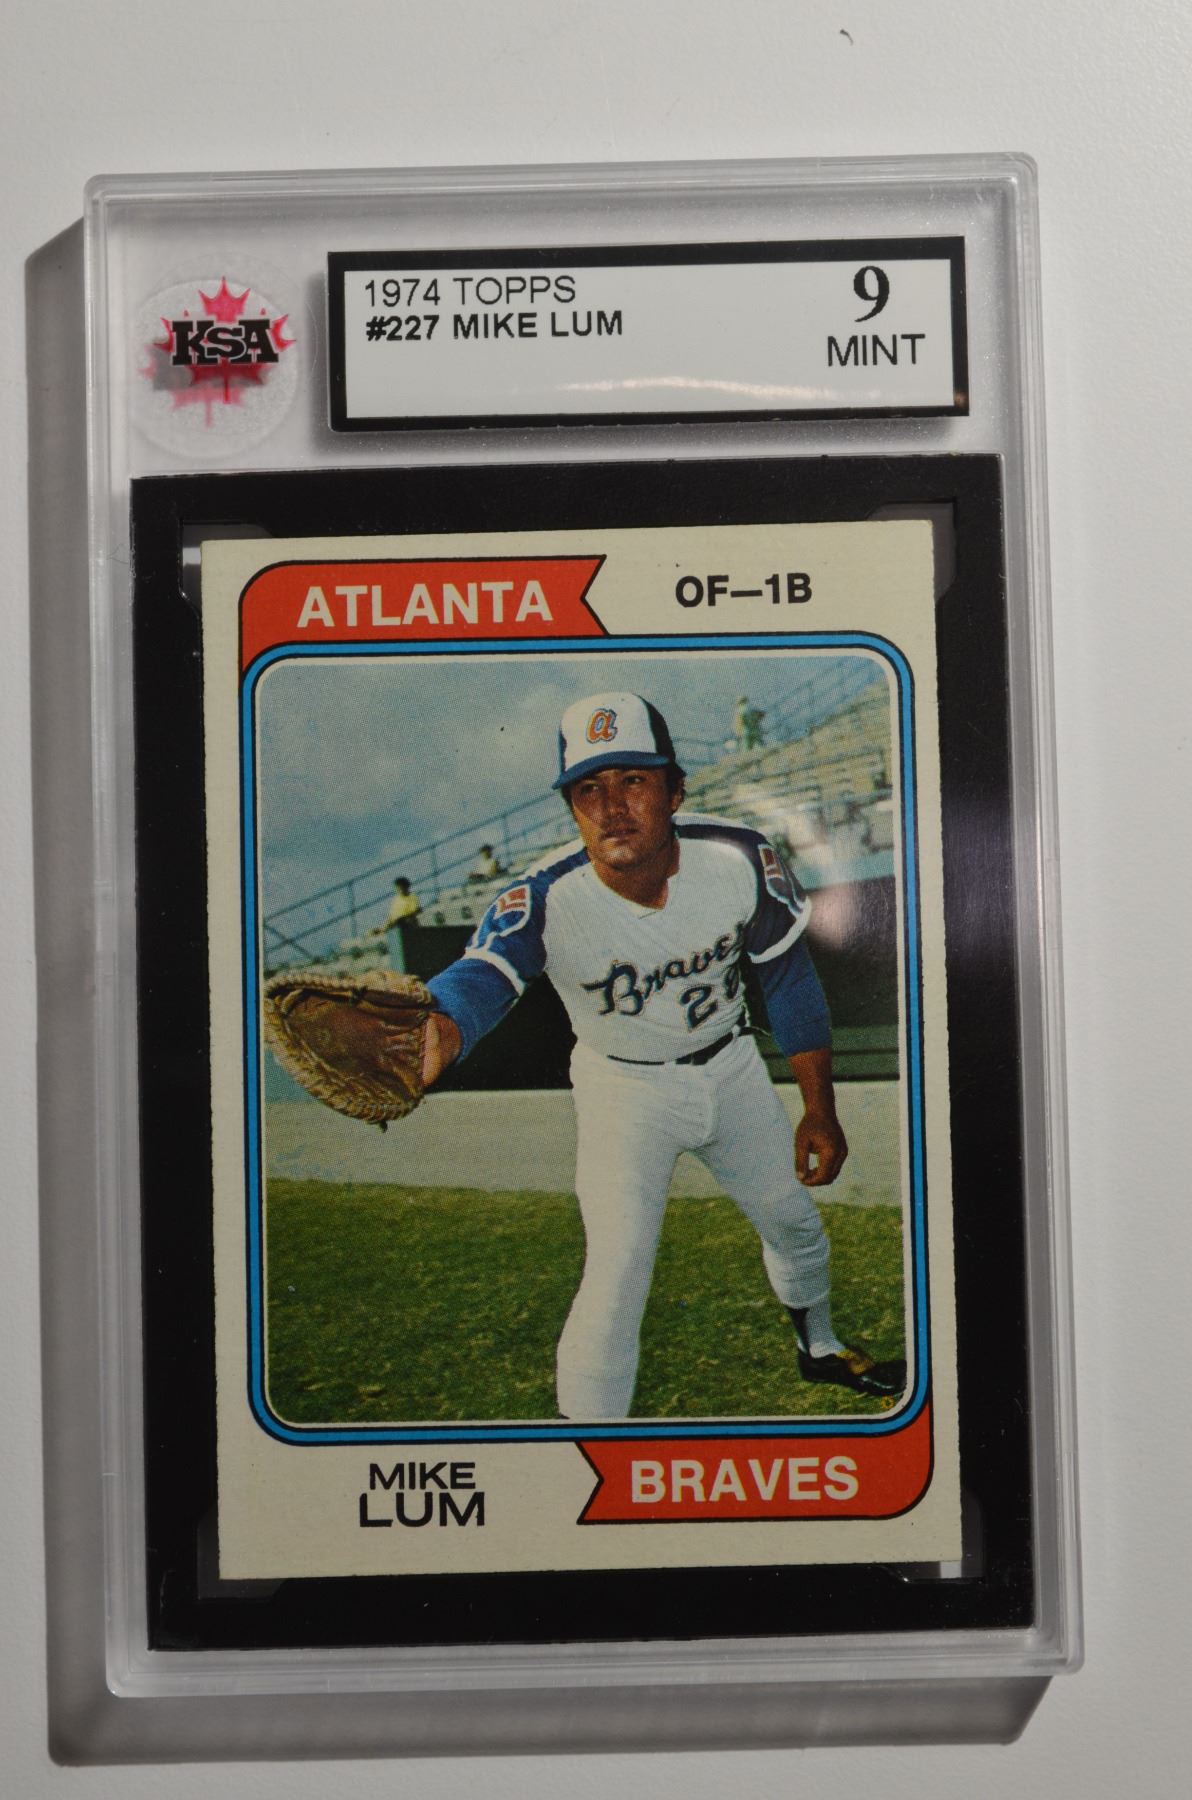 KSA
1974 TOPPS
#227 MIKE LUM
9
MINT
ATLANTA
OF—1B
a
Braves
MIKE
LUM
BRAVES